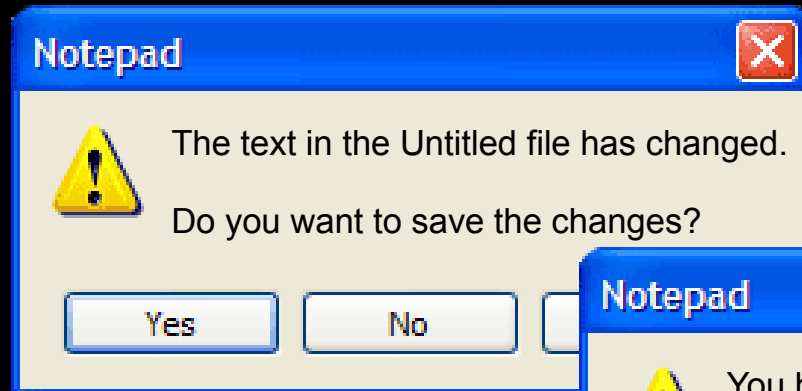 Notepad
The text in the Untitled file has changed.
Do you want to save the changes?
Yes
No
Notepad
You